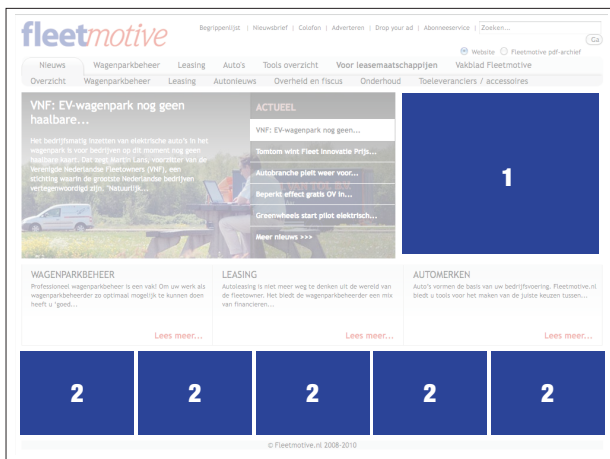 fleetmotive
Begrippenlijst | Nieuwsbrief | Colofon | Adverteren | Drop your ad | Abonneeservice | Zoeken...
Ga
Website Fleetmotive pdf-archief
Nieuws Wagenparkbeheer Leasing Auto's Tools overzicht Voor leasemaatschappijen Vakblad Fleetmotive
Overzicht Wagenparkbeheer Leasing Autonieuws Overheid en fiscus Onderhoud Toeleveranciers / accessoires
VNF: EV-wagenpark nog geen
haalbare...
Het bedrijfsmatig inzetten van elektrische auto's in het
wagenpark is voor bedrijven op dit moment nog geen
haalbare kaart. Dat zegt Merijn Lans, voorzitter van de
Verenigde Nederlandse Fleetowners (VNF), een
stichting waarin de grootste Nederlandse bedrijven
vertegenwoordigd zijn. 'Natuurlijk...
ACTUEEL
VNF: EV-wagenpark nog geen...
Tomtom wint Fleet Innovatie Prijs...
Autobranche pleit weer voor...
Beperkt effect gratis OV in...
Greenwheels start pilot elektrisch...
Meer nieuws >>>
1
WAGENPARKBEHEER
Professioneel wagenparkbeheer is een vak! Om uw werk als
wagenparkbeheerder zo optimaal mogelijk te kunnen doen
heeft u 'goed...
Lees meer...
LEASING
Autoleasing is niet meer weg te denken uit de wereld van
de fleetowner. Het biedt de wagenparkbeheerder een mix
van financieren...
Lees meer...
AUTOMERKEN
Auto's vormen de basis van uw bedrijfsvoering. Fleetmotive.nl
biedt u tools voor het maken van de juiste keuzen tussen...
Lees meer...
2 2 2 2 2
© Fleetmotive.nl 2008-2010